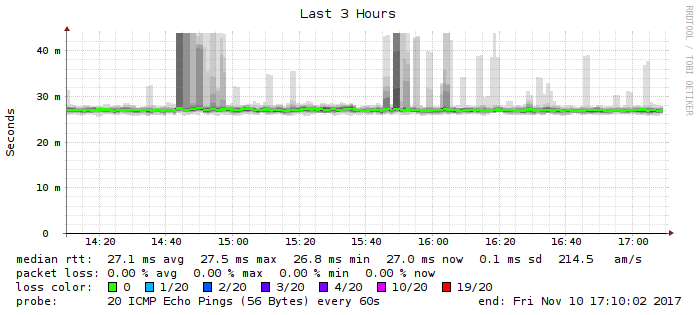 Last 3 Hours
RRDTOOL / TOBI OETIKER
Seconds
40 m
30 m
20 m
10 m
0
14:20 14:40 15:00 15:20 15:40 16:00 16:20 16:40 17:00
median rtt: 27.1 ms avg 27.5 ms max 26.8 ms min 27.0 ms now 0.1 ms sd 214.5 am/s
packet loss: 0.00 % avg 0.00 % max 0.00 % min 0.00 % now
loss color: 0 1/20 2/20 3/20 4/20 10/20 19/20
probe: 20 ICMP Echo Pings (56 Bytes) every 60s end: Fri Nov 10 17:10:02 2017